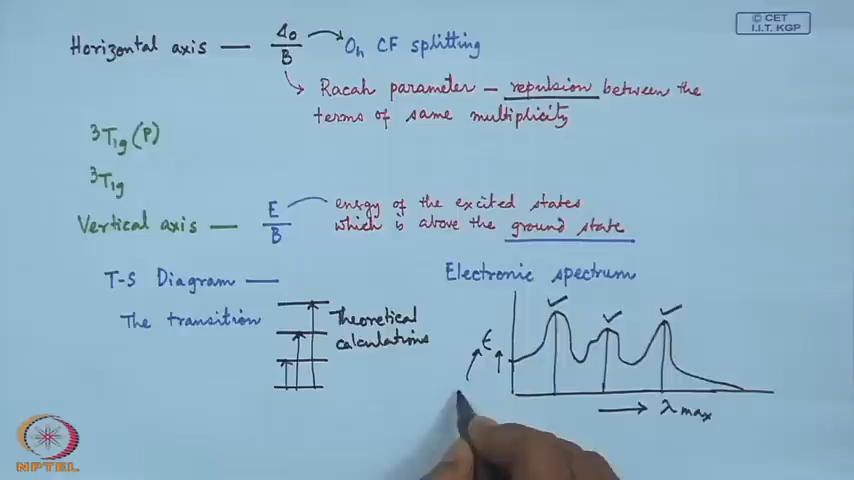 © CET
I.I.T. KGP
Horizontal axis — Δo/B → Oh CF splitting
Racah parameter – repulsion between the
terms of same multiplicity
³T₁g (P)
³T₁g
Vertical axis — E/B energy of the excited states
which is above the ground state
T-S Diagram —
Electronic spectrum
The transition
Theoretical
calculations
ϵ
λ max
NPTEL